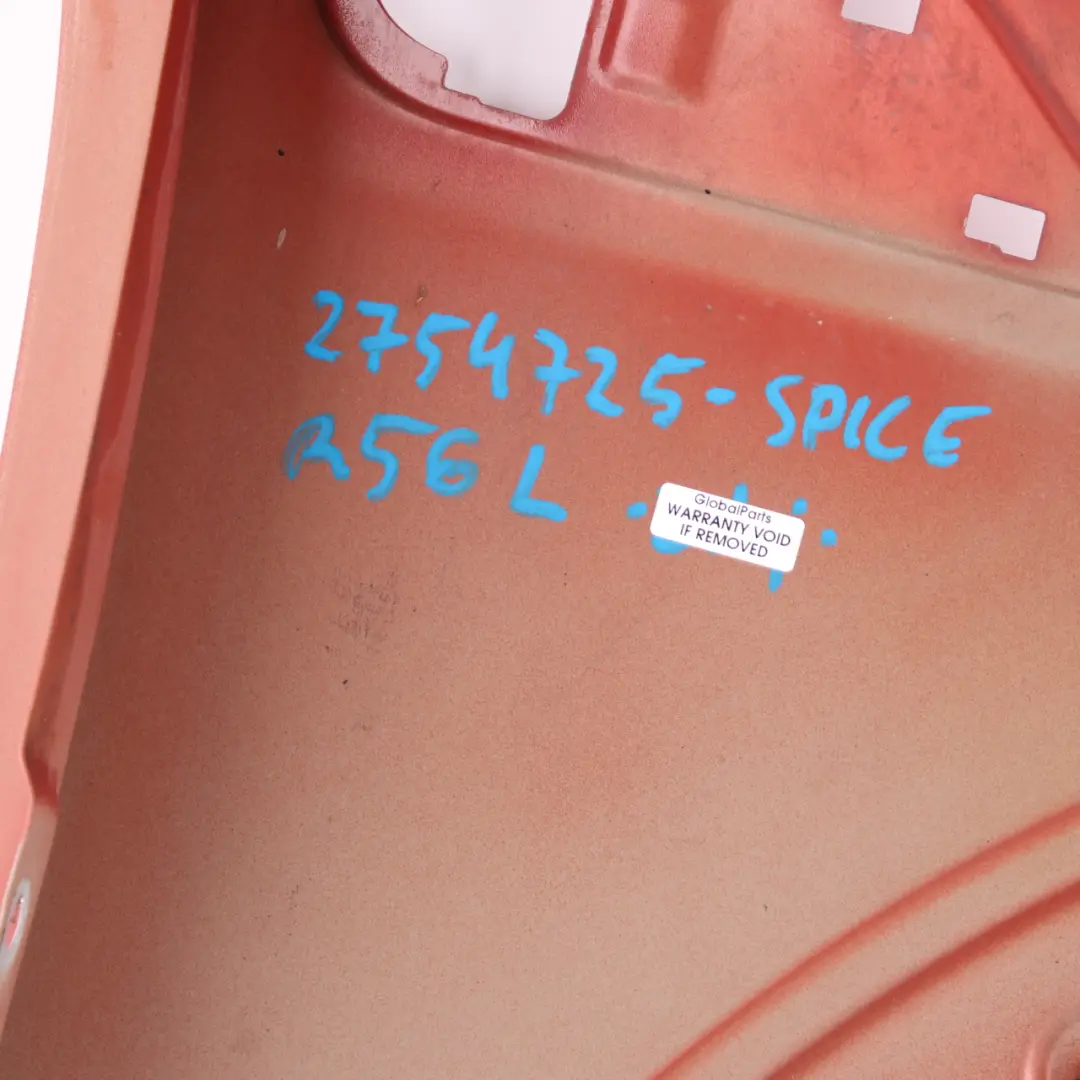 2754725-SPICE
R56 L
GlobalParts
WARRANTY VOID
IF REMOVED